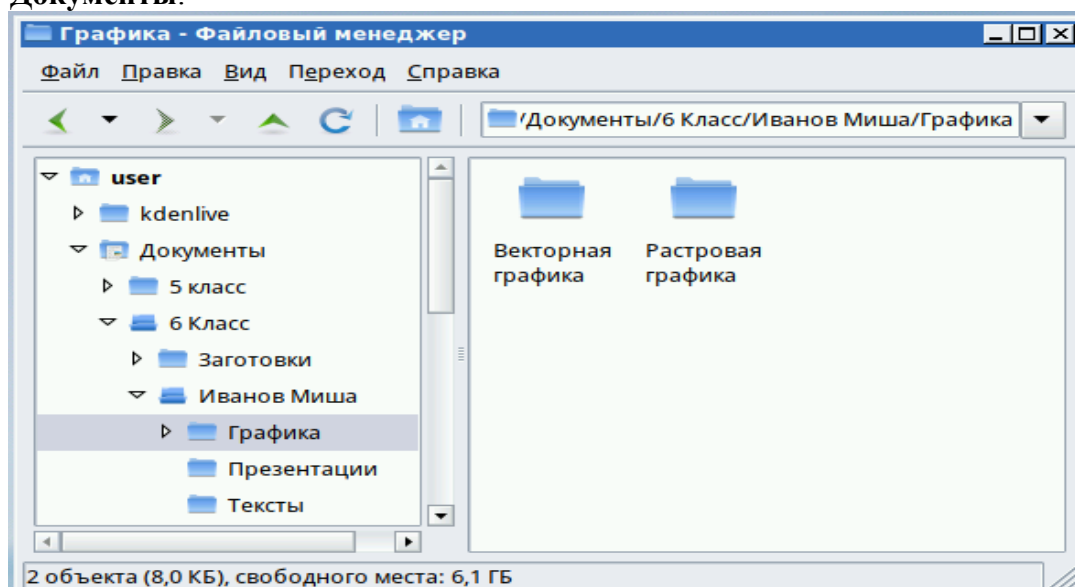 Документы.
Графика - Файловый менеджер
Файл Правка Вид Переход Справка
/Документы/6 Класс/Иванов Миша/Графика
user
kdenlive
Документы
5 класс
6 Класс
Заготовки
Иванов Миша
Графика
Презентации
Тексты
Векторная графика
Растровая графика
2 объекта (8,0 КБ), свободного места: 6,1 ГБ